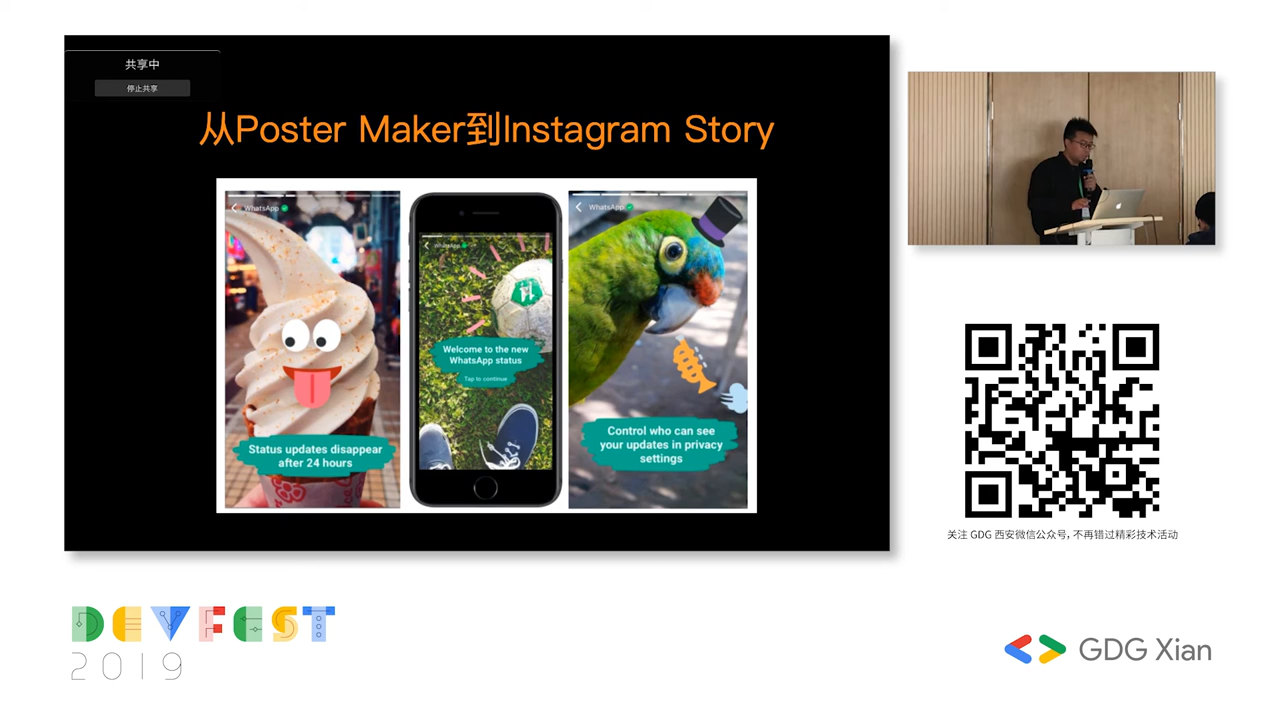 共享中
停止共享
从Poster Maker到Instagram Story
WhatsApp
Status updates disappear
after 24 hours
WhatsApp
Welcome to the new
WhatsApp status
Tap to continue
WhatsApp
Control who can see
your updates in privacy
settings
关注 GDG 西安微信公众号, 不再错过精彩技术活动
DEVFEST
2019
GDG Xian